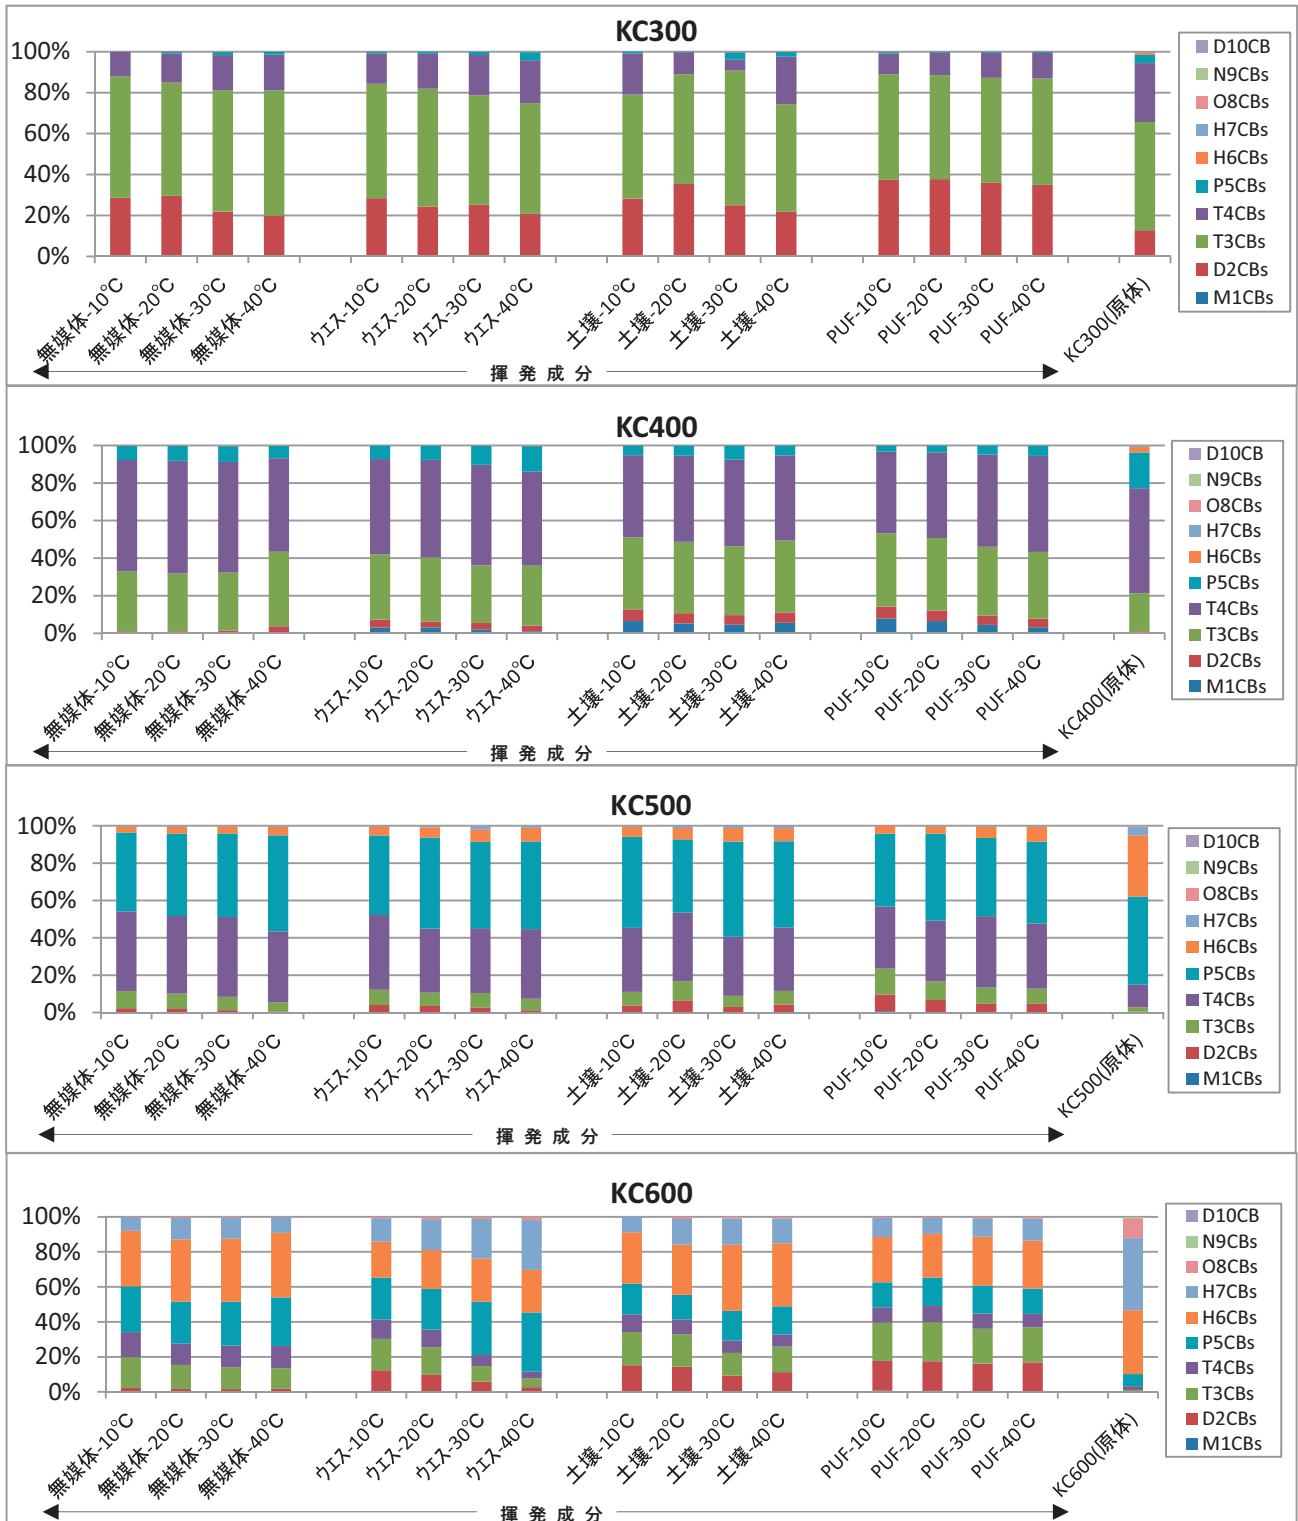 KC300
100%
80%
60%
40%
20%
0%
D10CB
N9CBs
O8CBs
H7CBs
H6CBs
P5CBs
T4CBs
T3CBs
D2CBs
M1CBs
無媒体-10℃
無媒体-20℃
無媒体-30℃
無媒体-40℃
ウエス-10℃
ウエス-20℃
ウエス-30℃
ウエス-40℃
土壌-10℃
土壌-20℃
土壌-30℃
土壌-40℃
PUF-10℃
PUF-20℃
PUF-30℃
PUF-40℃
KC300(原体)
揮発成分
KC400
100%
80%
60%
40%
20%
0%
D10CB
N9CBs
O8CBs
H7CBs
H6CBs
P5CBs
T4CBs
T3CBs
D2CBs
M1CBs
無媒体-10℃
無媒体-20℃
無媒体-30℃
無媒体-40℃
ウエス-10℃
ウエス-20℃
ウエス-30℃
ウエス-40℃
土壌-10℃
土壌-20℃
土壌-30℃
土壌-40℃
PUF-10℃
PUF-20℃
PUF-30℃
PUF-40℃
KC400(原体)
揮発成分
KC500
100%
80%
60%
40%
20%
0%
D10CB
N9CBs
O8CBs
H7CBs
H6CBs
P5CBs
T4CBs
T3CBs
D2CBs
M1CBs
無媒体-10℃
無媒体-20℃
無媒体-30℃
無媒体-40℃
ウエス-10℃
ウエス-20℃
ウエス-30℃
ウエス-40℃
土壌-10℃
土壌-20℃
土壌-30℃
土壌-40℃
PUF-10℃
PUF-20℃
PUF-30℃
PUF-40℃
KC500(原体)
揮発成分
KC600
100%
80%
60%
40%
20%
0%
D10CB
N9CBs
O8CBs
H7CBs
H6CBs
P5CBs
T4CBs
T3CBs
D2CBs
M1CBs
無媒体-10℃
無媒体-20℃
無媒体-30℃
無媒体-40℃
ウエス-10℃
ウエス-20℃
ウエス-30℃
ウエス-40℃
土壌-10℃
土壌-20℃
土壌-30℃
土壌-40℃
PUF-10℃
PUF-20℃
PUF-30℃
PUF-40℃
KC600(原体)
揮発成分